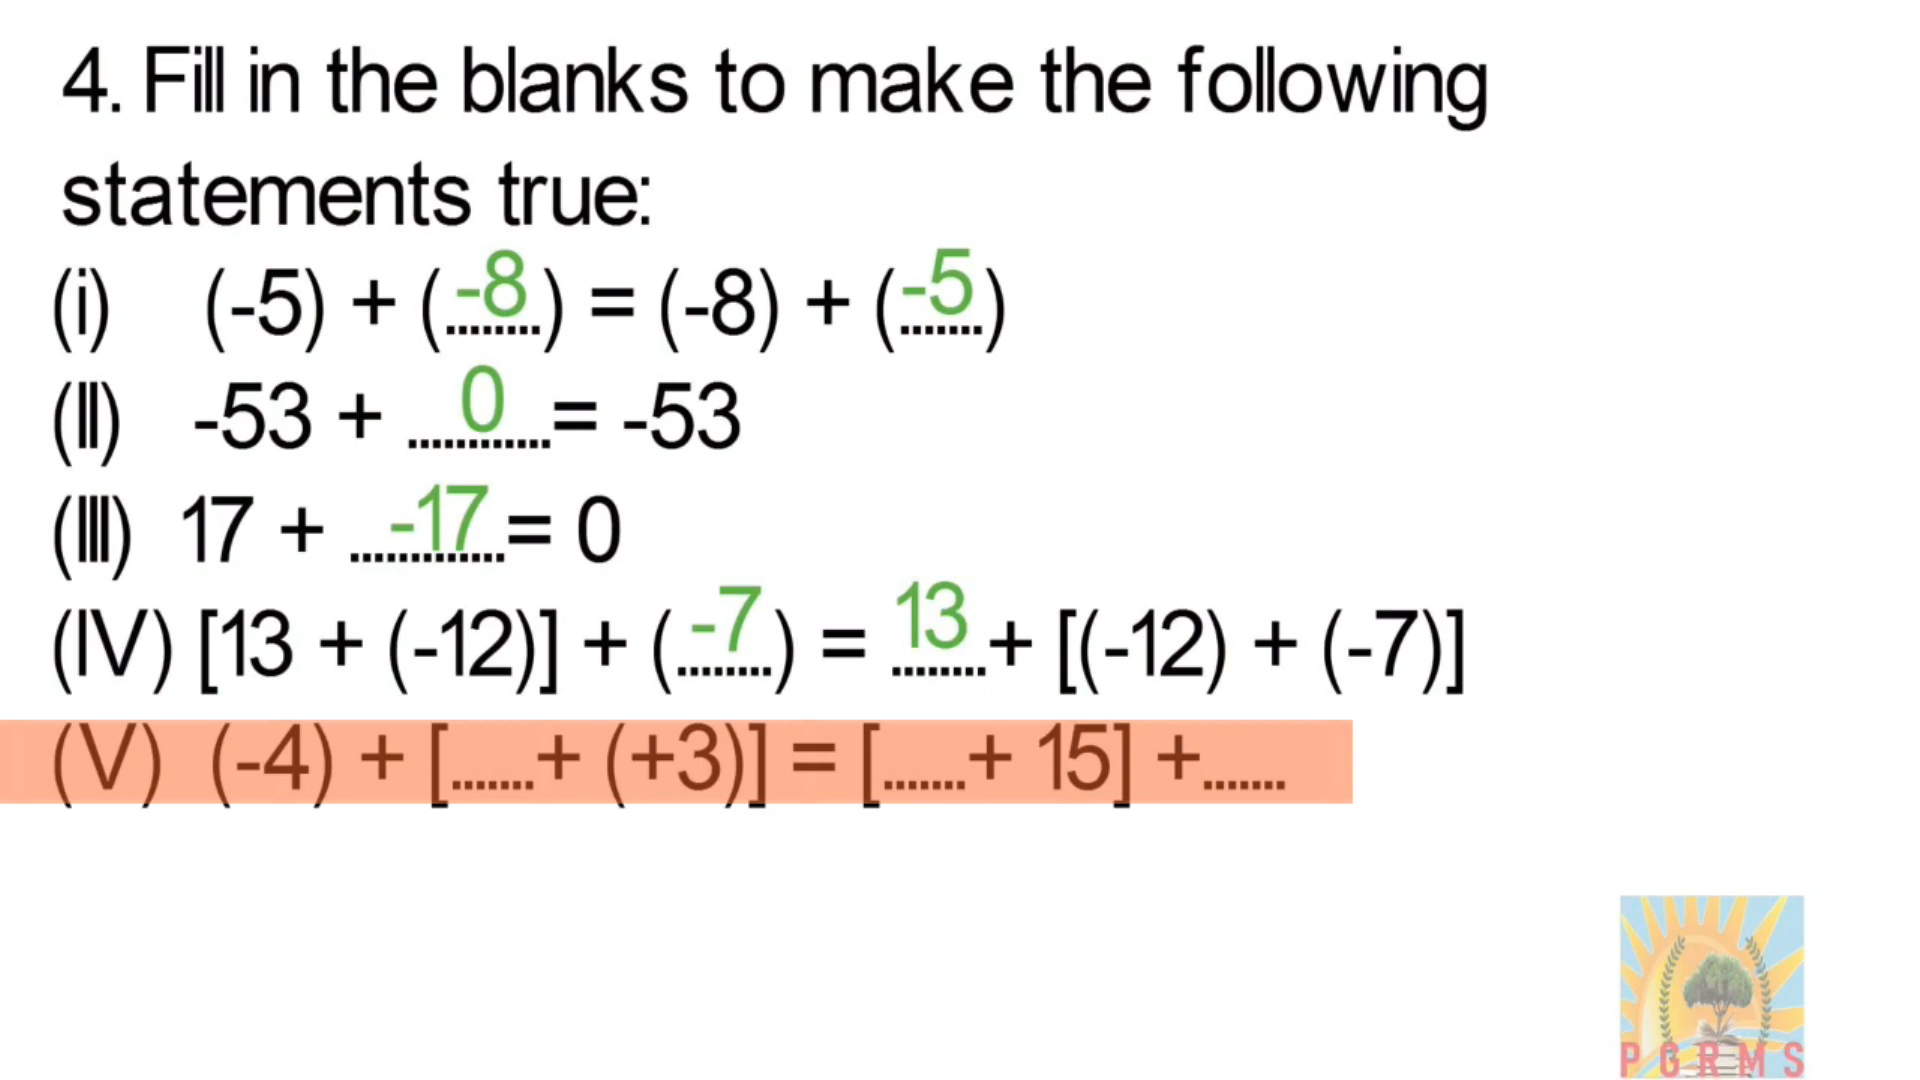 4. Fill in the blanks to make the following
statements true:
(i) (-5) + (..-8..) = (-8) + (..-5..)
(II) -53 + ....0....= -53
(III) 17 + ....-17....= 0
(IV) [13 + (-12)] + (..-7..) = ..13..+ [(-12) + (-7)]
(V) (-4) + [.......+ (+3)] = [.......+ 15] +.......
P G R M S